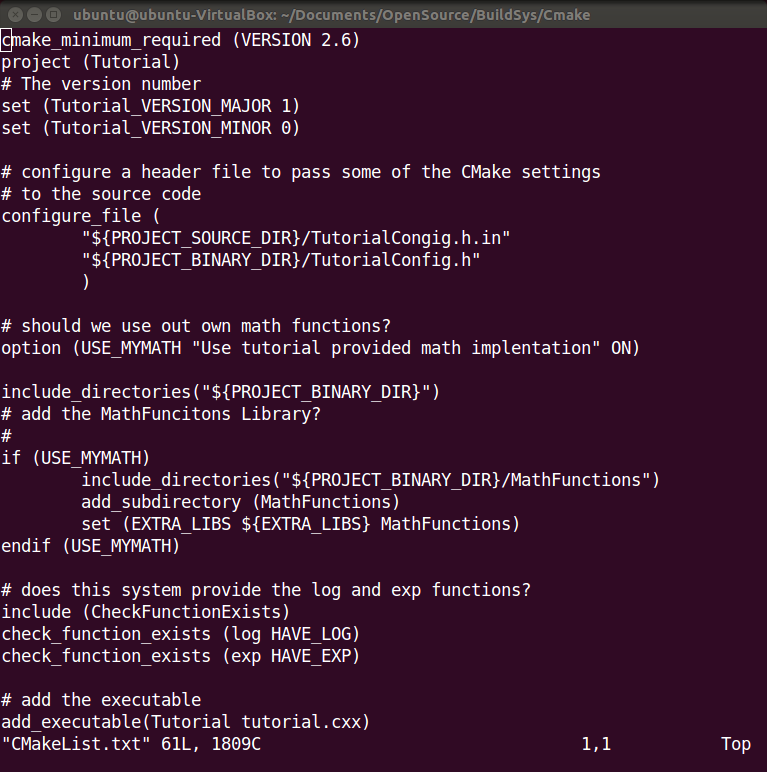 ubuntu@ubuntu-VirtualBox: ~/Documents/OpenSource/BuildSys/Cmake
cmake_minimum_required (VERSION 2.6)
project (Tutorial)
# The version number
set (Tutorial_VERSION_MAJOR 1)
set (Tutorial_VERSION_MINOR 0)

# configure a header file to pass some of the CMake settings
# to the source code
configure_file (
        "${PROJECT_SOURCE_DIR}/TutorialCongig.h.in"
        "${PROJECT_BINARY_DIR}/TutorialConfig.h"
        )

# should we use out own math functions?
option (USE_MYMATH "Use tutorial provided math implentation" ON)

include_directories("${PROJECT_BINARY_DIR}")
# add the MathFuncitons Library?
#
if (USE_MYMATH)
        include_directories("${PROJECT_BINARY_DIR}/MathFunctions")
        add_subdirectory (MathFunctions)
        set (EXTRA_LIBS ${EXTRA_LIBS} MathFunctions)
endif (USE_MYMATH)

# does this system provide the log and exp functions?
include (CheckFunctionExists)
check_function_exists (log HAVE_LOG)
check_function_exists (exp HAVE_EXP)

# add the executable
add_executable(Tutorial tutorial.cxx)
"CMakeList.txt" 61L, 1809C 1,1 Top